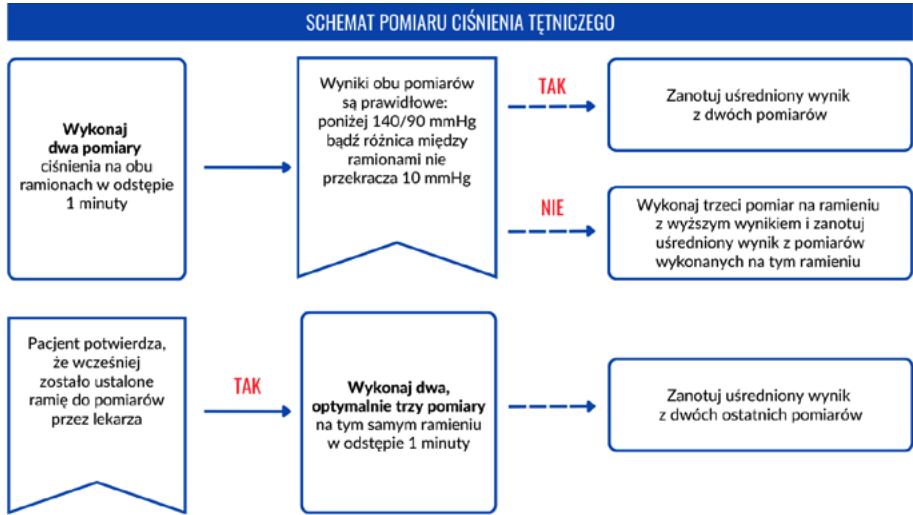 SCHEMAT POMIARU CIŚNIENIA TĘTNICZEGO
Wykonaj
dwa pomiary
ciśnienia na obu
ramionach w odstępie
1 minuty
Wyniki obu pomiarów
są prawidłowe:
poniżej 140/90 mmHg
bądź różnica między
ramionami nie
przekracza 10 mmHg
TAK
Zanotuj uśredniony wynik
z dwóch pomiarów
NIE
Wykonaj trzeci pomiar na ramieniu
z wyższym wynikiem i zanotuj
uśredniony wynik z pomiarów
wykonanych na tym ramieniu
Pacjent potwierdza,
że wcześniej
zostało ustalone
ramię do pomiarów
przez lekarza
TAK
Wykonaj dwa,
optymalnie trzy pomiary
na tym samym ramieniu
w odstępie 1 minuty
Zanotuj uśredniony wynik
z dwóch ostatnich pomiarów